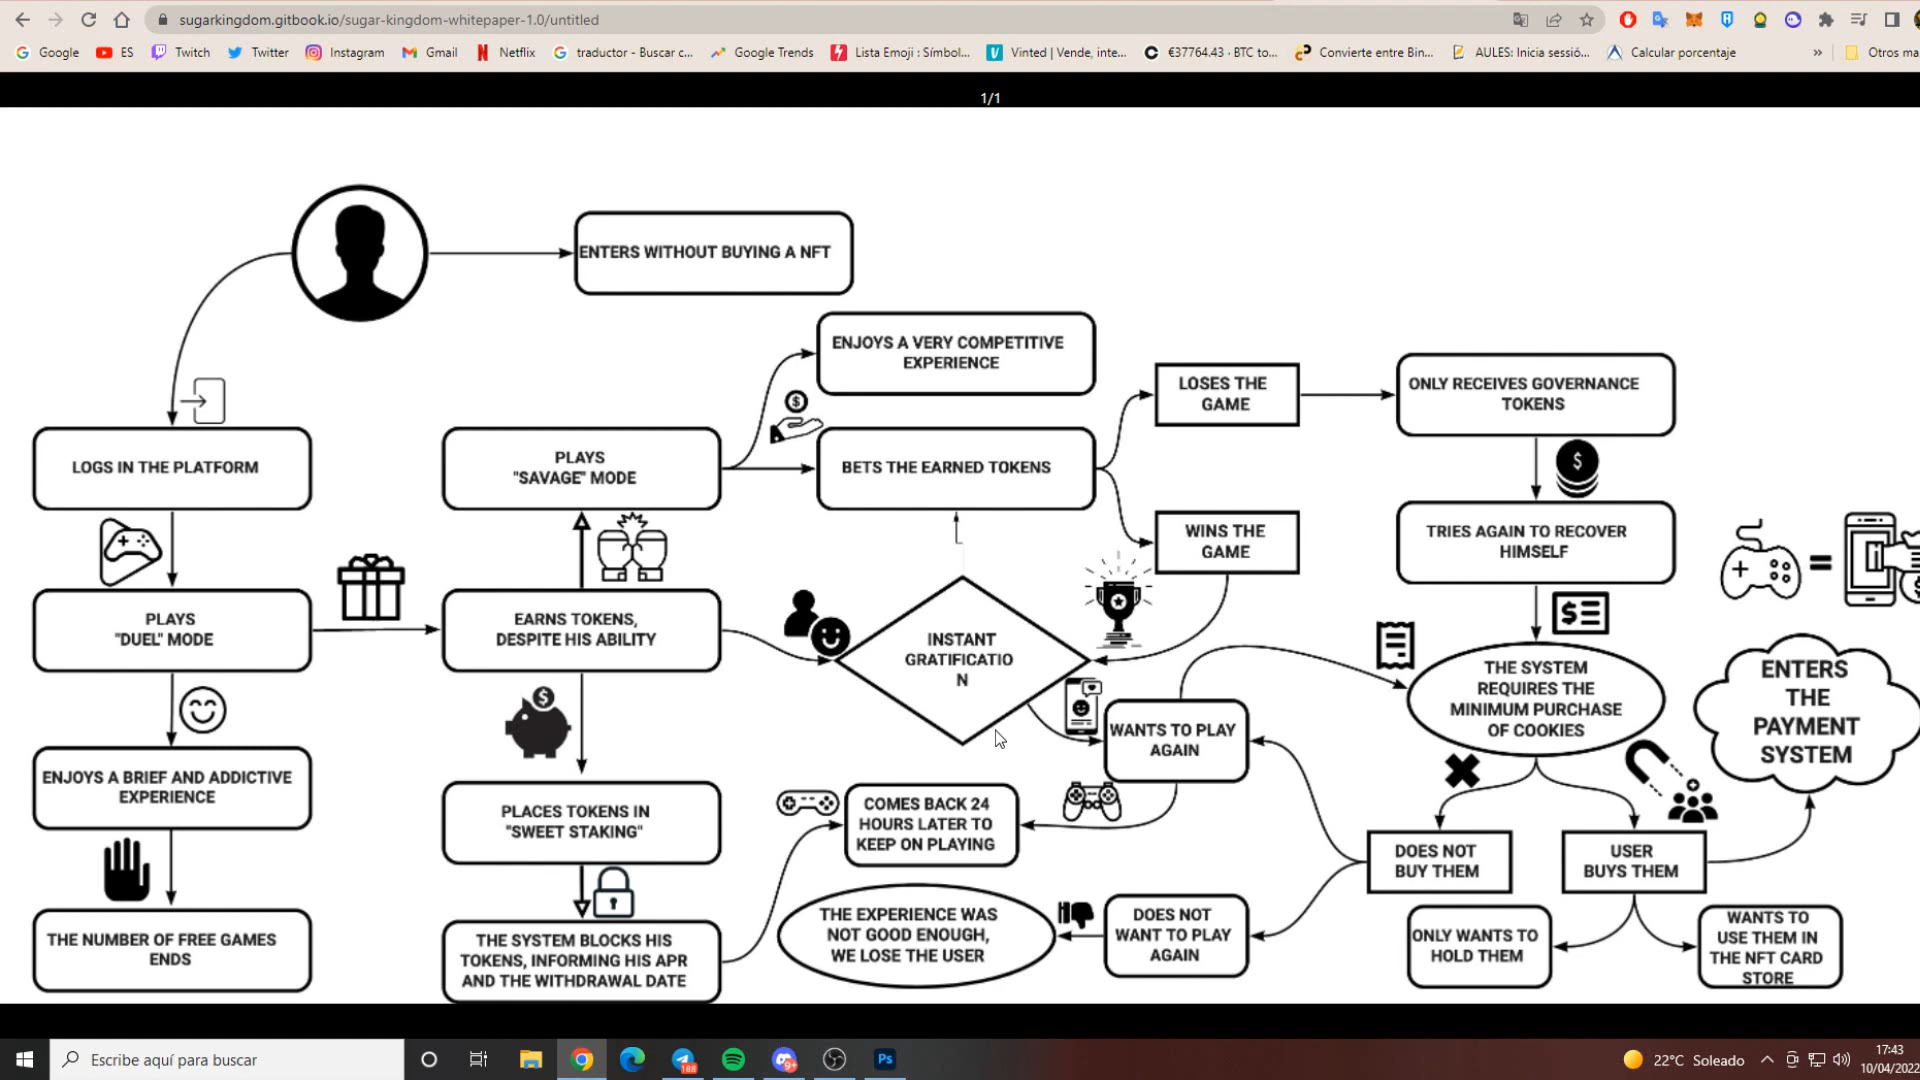 sugarkingdom.gitbook.io/sugar-kingdom-whitepaper-1.0/untitled
Google
ES
Twitch
Twitter
Instagram
Gmail
Netflix
traductor - Buscar c...
Google Trends
Lista Emoji : Símbol...
Vinted | Vende, inte...
€37764.43 · BTC to...
Convierte entre Bin...
AULES: Inicia sessió...
Calcular porcentaje
»
Otros ma
1/1
ENTERS WITHOUT BUYING A NFT
ENJOYS A VERY COMPETITIVE
EXPERIENCE
LOSES THE
GAME
ONLY RECEIVES GOVERNANCE
TOKENS
LOGS IN THE PLATFORM
PLAYS
"SAVAGE" MODE
BETS THE EARNED TOKENS
WINS THE
GAME
TRIES AGAIN TO RECOVER
HIMSELF
PLAYS
"DUEL" MODE
EARNS TOKENS,
DESPITE HIS ABILITY
INSTANT
GRATIFICATIO
N
THE SYSTEM
REQUIRES THE
MINIMUM PURCHASE
OF COOKIES
ENTERS
THE
PAYMENT
SYSTEM
WANTS TO PLAY
AGAIN
ENJOYS A BRIEF AND ADDICTIVE
EXPERIENCE
PLACES TOKENS IN
"SWEET STAKING"
COMES BACK 24
HOURS LATER TO
KEEP ON PLAYING
DOES NOT
BUY THEM
USER
BUYS THEM
THE NUMBER OF FREE GAMES
ENDS
THE SYSTEM BLOCKS HIS
TOKENS, INFORMING HIS APR
AND THE WITHDRAWAL DATE
THE EXPERIENCE WAS
NOT GOOD ENOUGH,
WE LOSE THE USER
DOES NOT
WANT TO PLAY
AGAIN
ONLY WANTS TO
HOLD THEM
WANTS TO
USE THEM IN
THE NFT CARD
STORE
Escribe aquí para buscar
188
9+
Ps
22°C Soleado
17:43
10/04/2022